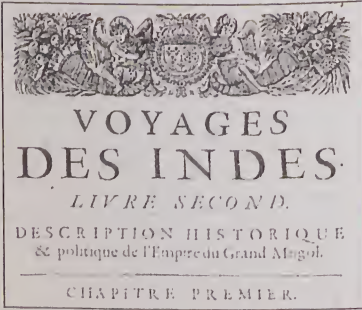 VOYAGES
DES INDES.
LIVRE SECOND.
DESCRIPTION HISTORIQUE
& politique de l'Empire du Grand Mogol.
CHAPITRE PREMIER.